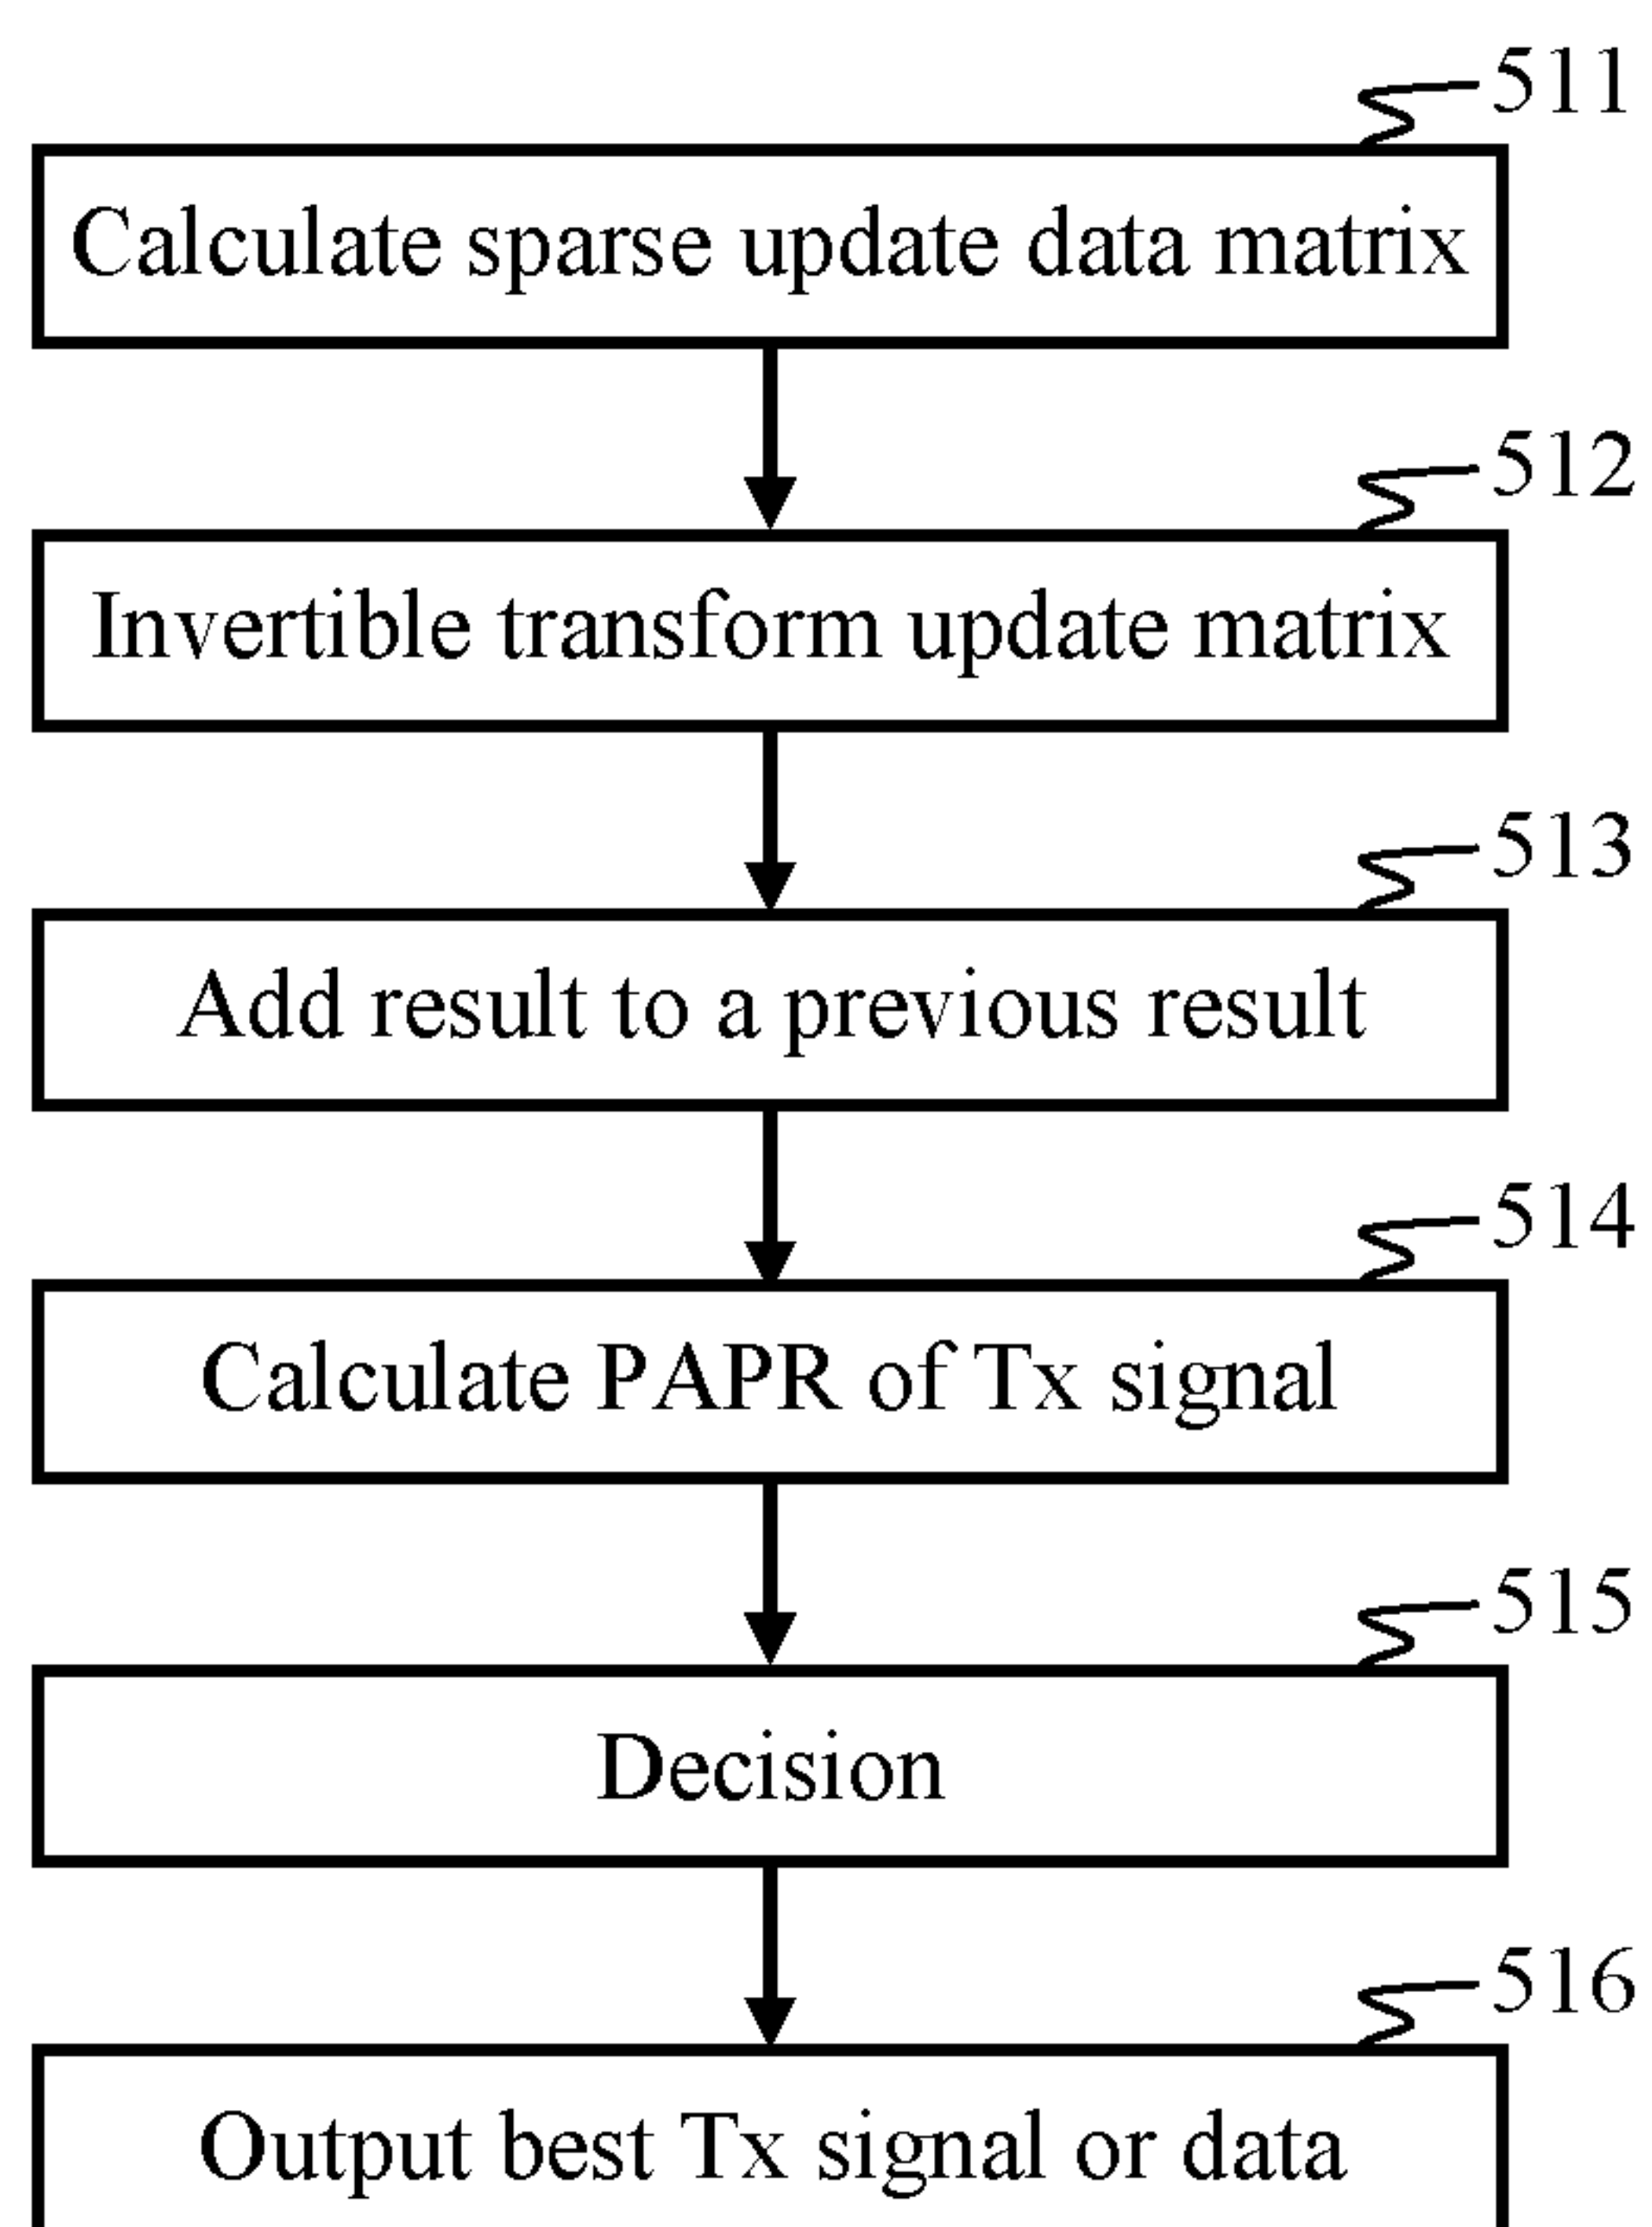 511
Calculate sparse update data matrix
512
Invertible transform update matrix
513
Add result to a previous result
514
Calculate PAPR of Tx signal
515
Decision
516
Output best Tx signal or data